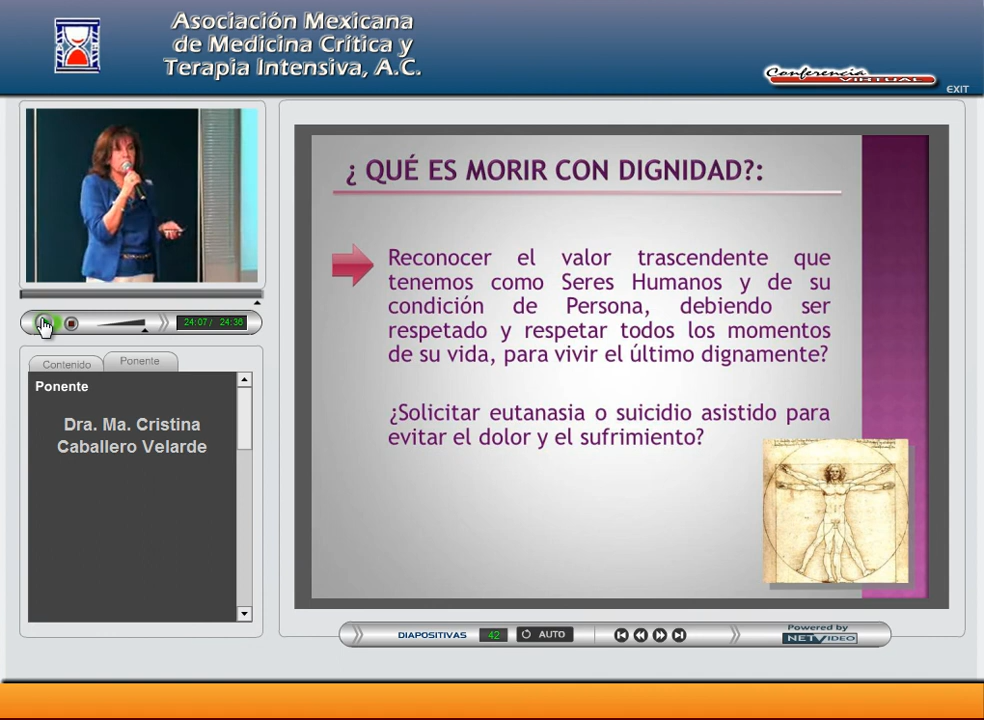 Asociación Mexicana
de Medicina Crítica y
Terapia Intensiva, A.C.
Conferencia
VIRTUAL
EXIT
24:07/ 24:36
Contenido
Ponente
Ponente
Dra. Ma. Cristina
Caballero Velarde
¿ QUÉ ES MORIR CON DIGNIDAD?:
Reconocer el valor trascendente que
tenemos como Seres Humanos y de su
condición de Persona, debiendo ser
respetado y respetar todos los momentos
de su vida, para vivir el último dignamente?
¿Solicitar eutanasia o suicidio asistido para
evitar el dolor y el sufrimiento?
DIAPOSITIVAS
42
AUTO
Powered by
NETVIDEO